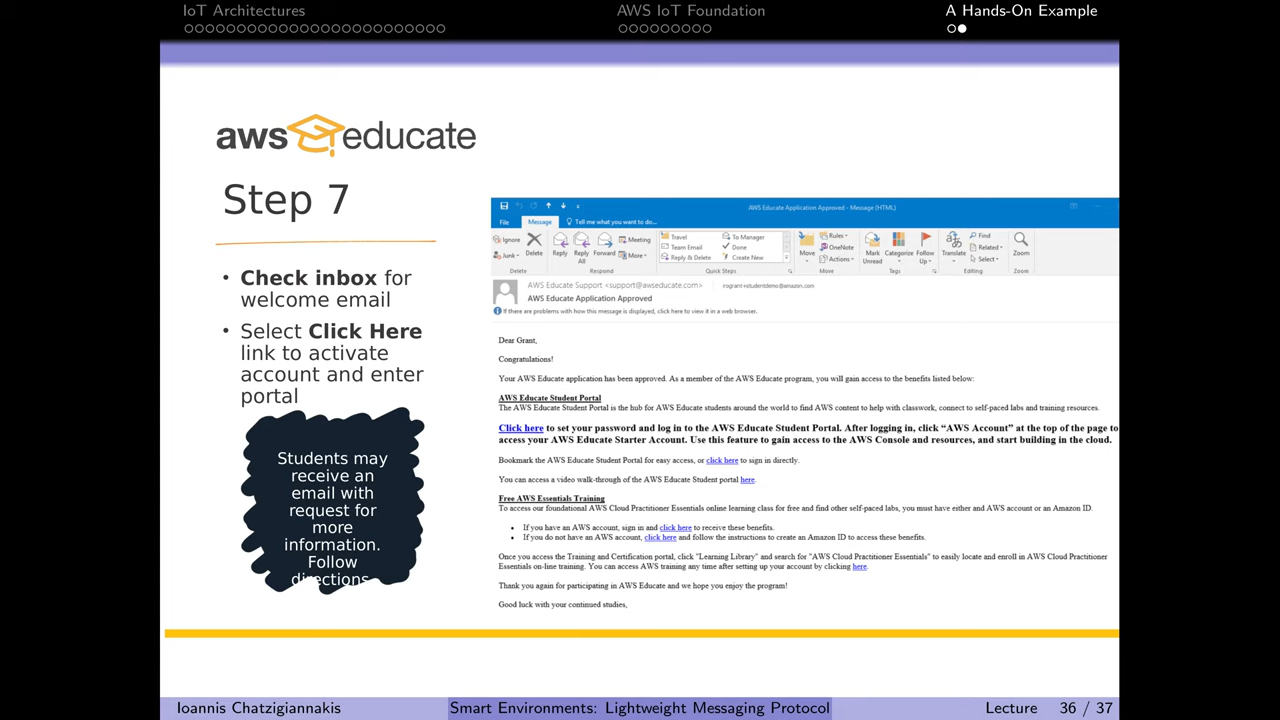 IoT Architectures
AWS IoT Foundation
A Hands-On Example
aws educate
Step 7
• Check inbox for
welcome email
• Select Click Here
link to activate
account and enter
portal
Students may
receive an
email with
request for
more
information.
Follow
directions
AWS Educate Application Approved - Message (HTML)
File Message Tell me what you want to do...
Ignore
Junk
Delete
Reply
Reply All
Forward
Meeting
More
Travel
Team Email
Reply & Delete
To Manager
Done
Create New
Move
Rules
OneNote
Actions
Mark Unread
Categorize
Follow Up
Translate
Find
Related
Select
Zoom
Delete Respond Quick Steps Move Tags Editing Zoom
AWS Educate Support <support@awseducate.com> rogrant+studentdemo@amazon.com
AWS Educate Application Approved
If there are problems with how this message is displayed, click here to view it in a web browser.
Dear Grant,
Congratulations!
Your AWS Educate application has been approved. As a member of the AWS Educate program, you will gain access to the benefits listed below:
AWS Educate Student Portal
The AWS Educate Student Portal is the hub for AWS Educate students around the world to find AWS content to help with classwork, connect to self-paced labs and training resources.
Click here to set your password and log in to the AWS Educate Student Portal. After logging in, click “AWS Account” at the top of the page to
access your AWS Educate Starter Account. Use this feature to gain access to the AWS Console and resources, and start building in the cloud.
Bookmark the AWS Educate Student Portal for easy access, or click here to sign in directly.
You can access a video walk-through of the AWS Educate Student portal here.
Free AWS Essentials Training
To access our foundational AWS Cloud Practitioner Essentials online learning class for free and find other self-paced labs, you must have either and AWS account or an Amazon ID.
• If you have an AWS account, sign in and click here to receive these benefits.
• If you do not have an AWS account, click here and follow the instructions to create an Amazon ID to access these benefits.
Once you access the Training and Certification portal, click "Learning Library" and search for "AWS Cloud Practitioner Essentials" to easily locate and enroll in AWS Cloud Practitioner
Essentials on-line training. You can access AWS training any time after setting up your account by clicking here.
Thank you again for participating in AWS Educate and we hope you enjoy the program!
Good luck with your continued studies,
Ioannis Chatzigiannakis
Smart Environments: Lightweight Messaging Protocol
Lecture 36 / 37